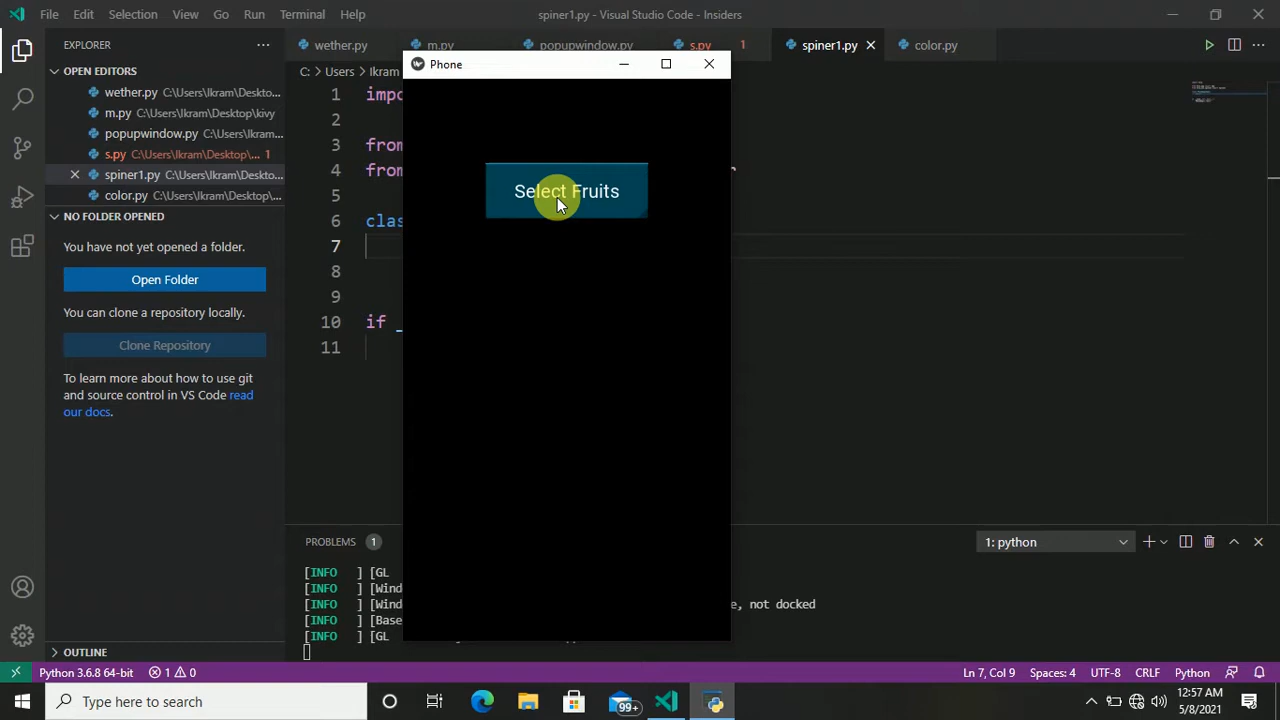 File Edit Selection View Go Run Terminal Help spiner1.py - Visual Studio Code - Insiders
EXPLORER
wether.py m.py popupwindow.py s.py 1 spiner1.py color.py
Phone
OPEN EDITORS
C: > Users > Ikram
wether.py C:\Users\Ikram\Deskto...
m.py C:\Users\Ikram\Desktop\kivy
popupwindow.py C:\Users\Ikram...
s.py C:\Users\Ikram\Desktop\... 1
spiner1.py C:\Users\Ikram\Deskto...
color.py C:\Users\Ikram\Desktop...
NO FOLDER OPENED
You have not yet opened a folder.
Open Folder
You can clone a repository locally.
Clone Repository
To learn more about how to use git
and source control in VS Code read
our docs.
OUTLINE
1 impo
2
3 from
4 from r
5
6 clas
7
8
9
10 if _
11
Select Fruits
PROBLEMS 1
1: python
[INFO ] [GL
[INFO ] [Wind
[INFO ] [Wind e, not docked
[INFO ] [Base
[INFO ] [GL
Python 3.6.8 64-bit 1 0 Ln 7, Col 9 Spaces: 4 UTF-8 CRLF Python
Type here to search
99+
12:57 AM
5/8/2021